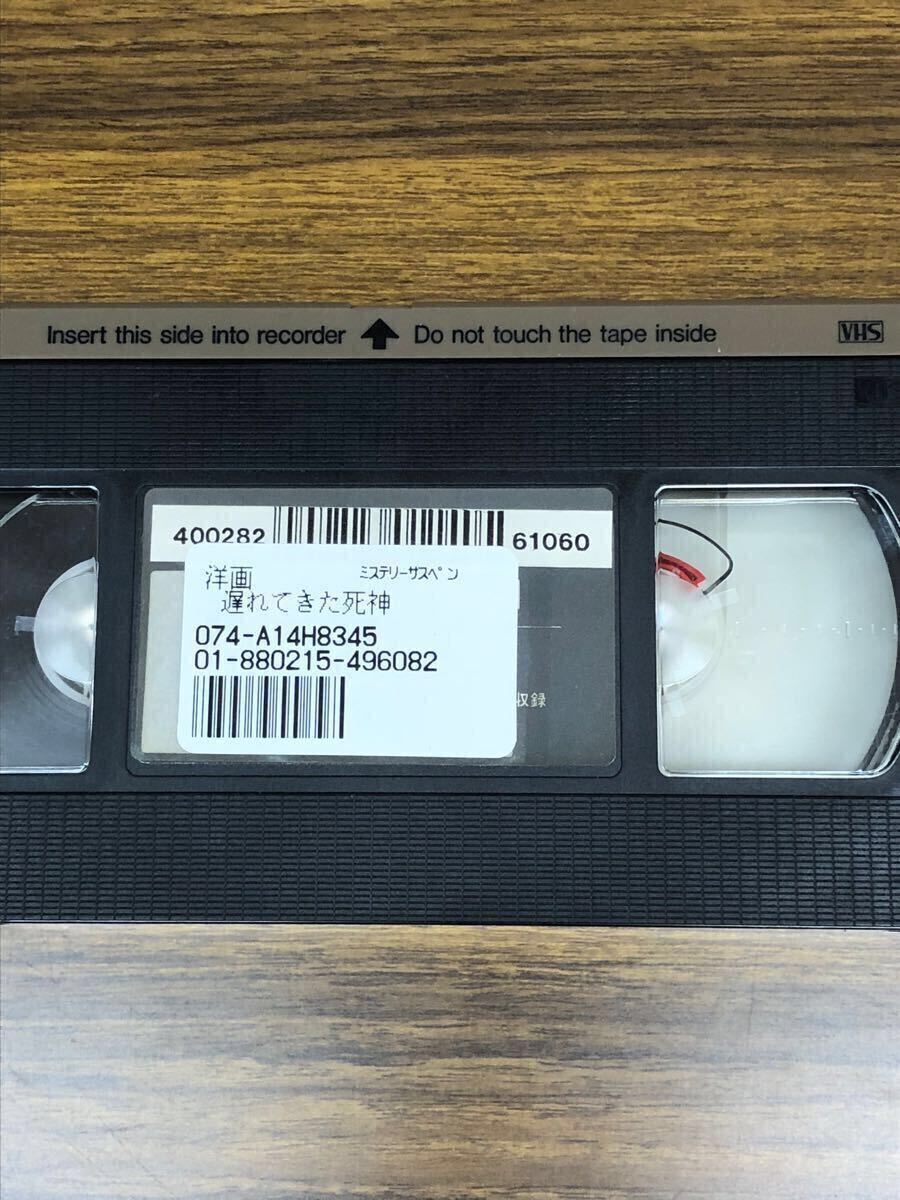 Insert this side into recorder Do not touch the tape inside VHS
400282 61060
洋画 ミステリーサスペン
遅れてきた死神
074-A14H8345
01-880215-496082
収録